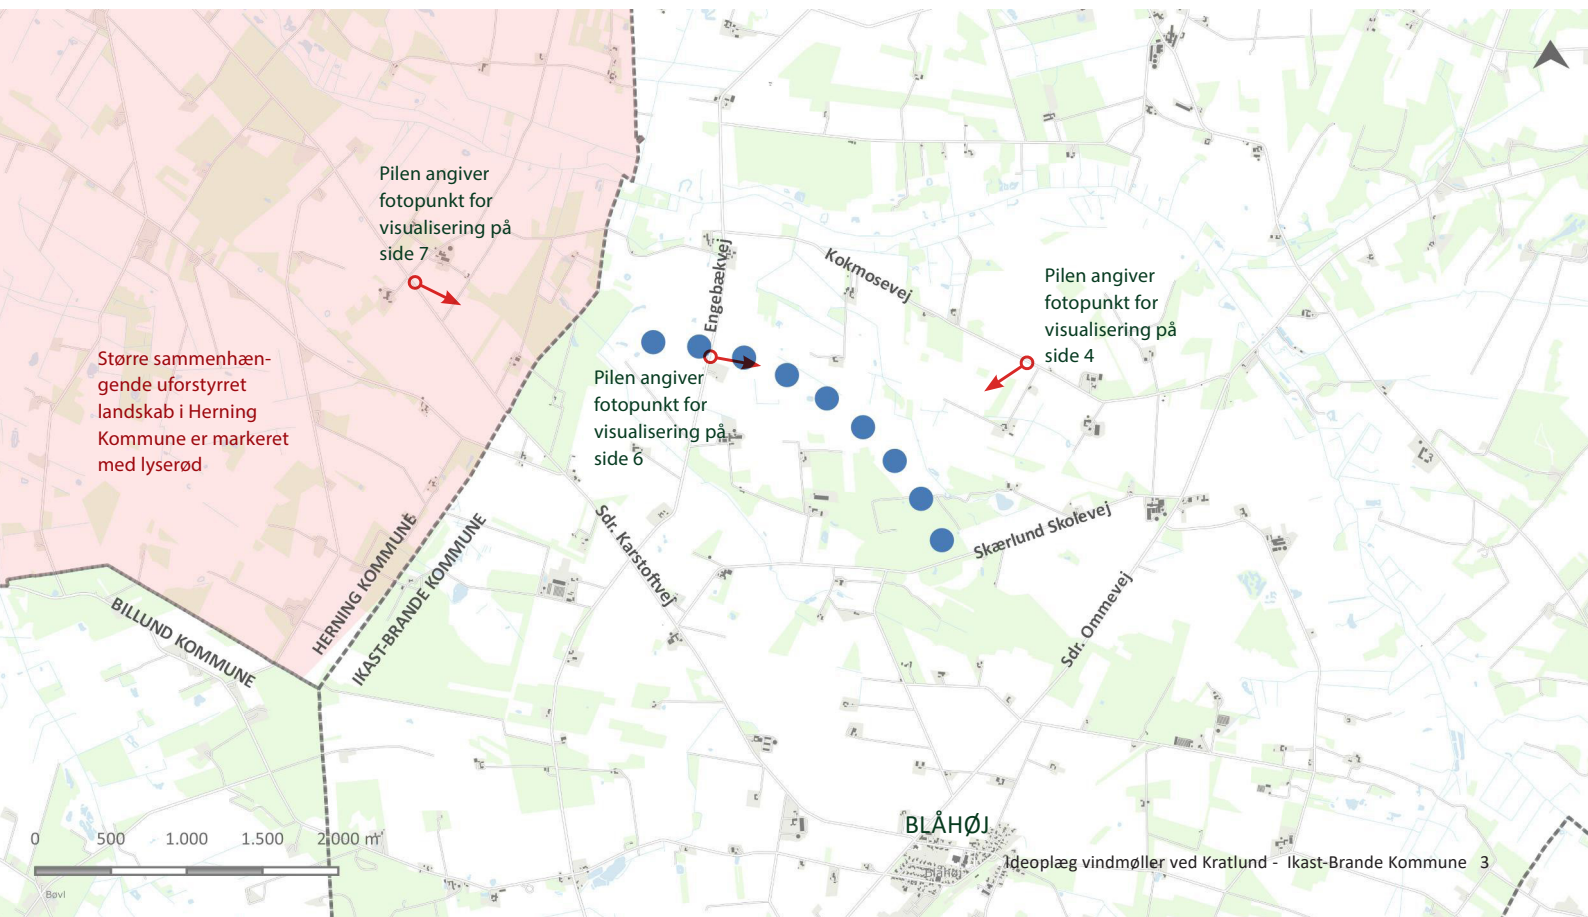 Pilen angiver
fotopunkt for
visualisering på
side 7
Engebækvej
Kokmosevej
Pilen angiver
fotopunkt for
visualisering på
side 4
Større sammenhæn-
gende uforstyrret
landskab i Herning
Kommune er markeret
med lyserød
Pilen angiver
fotopunkt for
visualisering på
side 6
Sdr. Karstoftvej
Skærlund Skolevej
HERNING KOMMUNE
IKAST-BRANDE KOMMUNE
BILLUND KOMMUNE
Sdr. Ommevej
0 500 1.000 1.500 2.000 m
BLÅHØJ
Blåhøj
Ideoplæg vindmøller ved Kratlund - Ikast-Brande Kommune 3
Bøvl